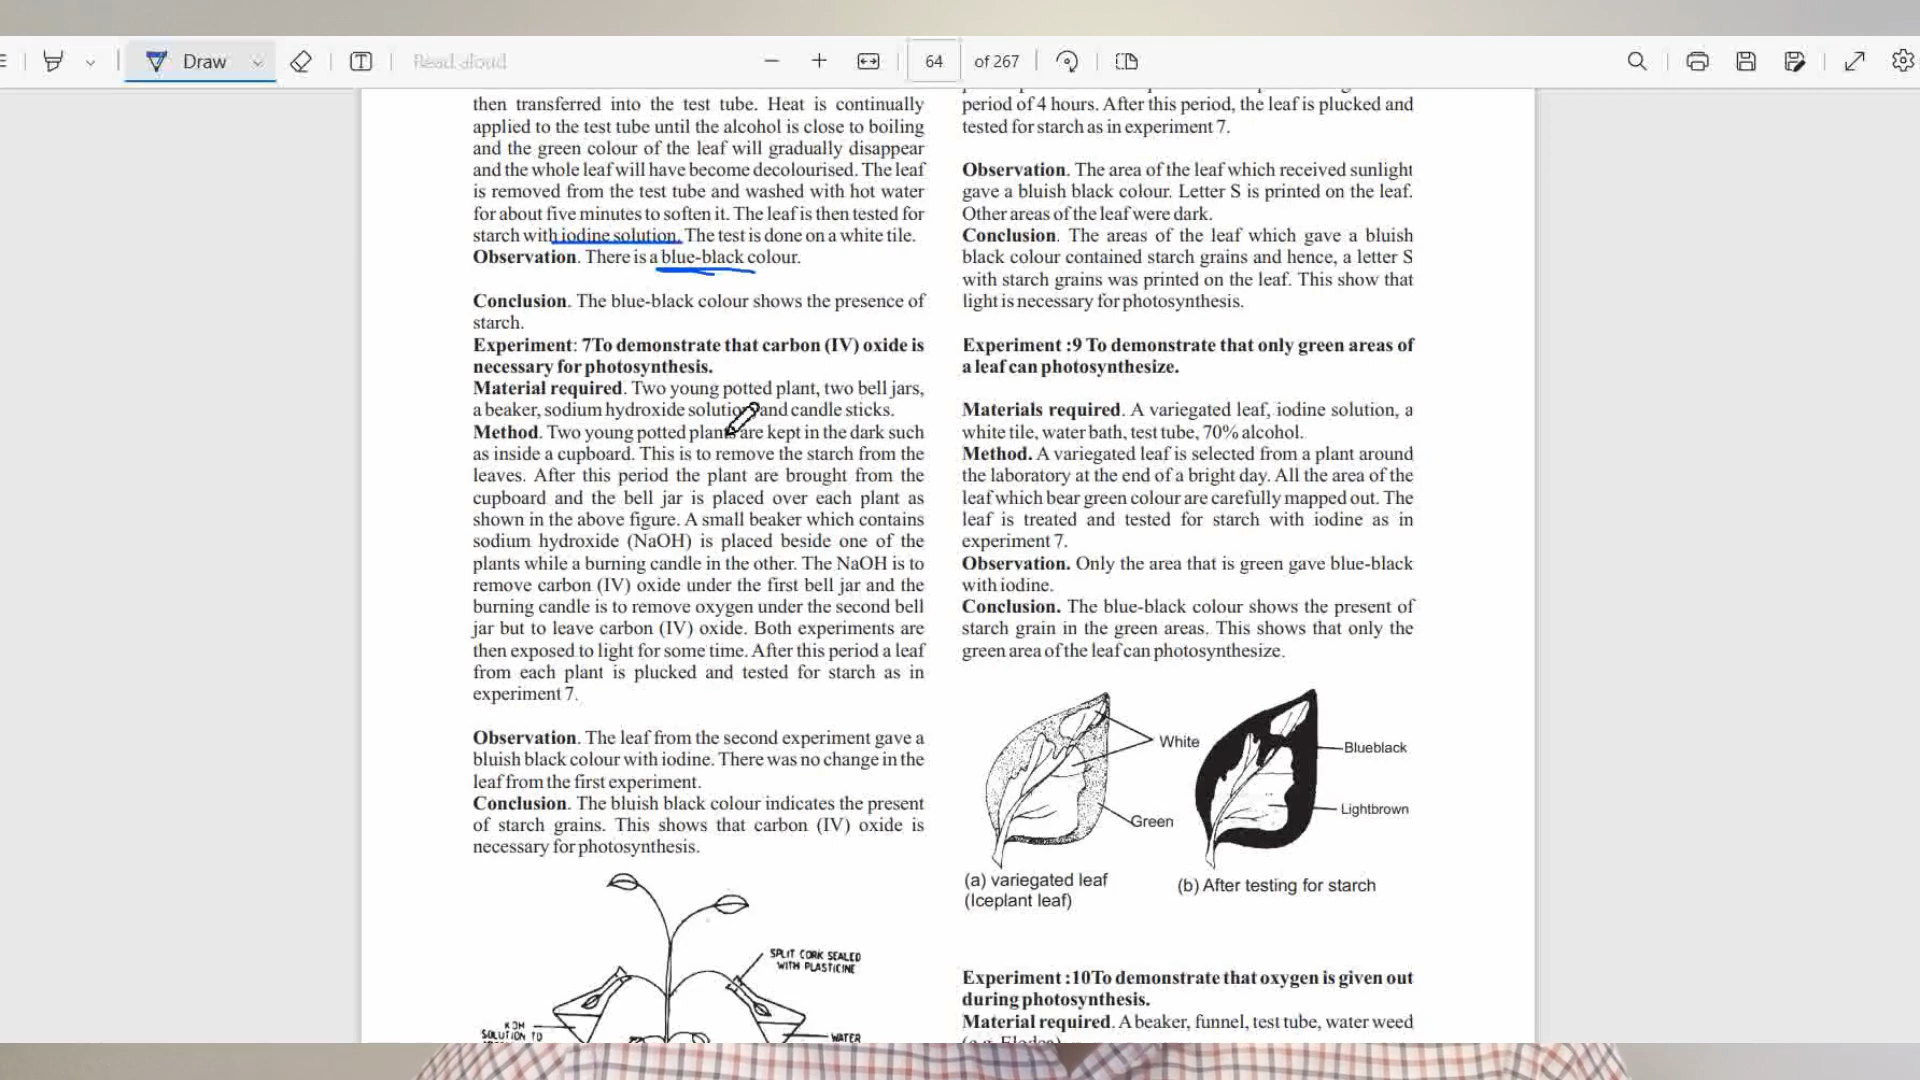 Draw
Read aloud
64 of 267
then transferred into the test tube. Heat is continually
applied to the test tube until the alcohol is close to boiling
and the green colour of the leaf will gradually disappear
and the whole leaf will have become decolourised. The leaf
is removed from the test tube and washed with hot water
for about five minutes to soften it. The leaf is then tested for
starch with iodine solution. The test is done on a white tile.
Observation. There is a blue-black colour.
Conclusion. The blue-black colour shows the presence of
starch.
Experiment: 7To demonstrate that carbon (IV) oxide is
necessary for photosynthesis.
Material required. Two young potted plant, two bell jars,
a beaker, sodium hydroxide solution and candle sticks.
Method. Two young potted plants are kept in the dark such
as inside a cupboard. This is to remove the starch from the
leaves. After this period the plant are brought from the
cupboard and the bell jar is placed over each plant as
shown in the above figure. A small beaker which contains
sodium hydroxide (NaOH) is placed beside one of the
plants while a burning candle in the other. The NaOH is to
remove carbon (IV) oxide under the first bell jar and the
burning candle is to remove oxygen under the second bell
jar but to leave carbon (IV) oxide. Both experiments are
then exposed to light for some time. After this period a leaf
from each plant is plucked and tested for starch as in
experiment 7.
Observation. The leaf from the second experiment gave a
bluish black colour with iodine. There was no change in the
leaf from the first experiment.
Conclusion. The bluish black colour indicates the present
of starch grains. This shows that carbon (IV) oxide is
necessary for photosynthesis.
SPLIT CORK SEALED
WITH PLASTICINE
KOH
SOLUTION TO
WATER
period of 4 hours. After this period, the leaf is plucked and
tested for starch as in experiment 7.
Observation. The area of the leaf which received sunlight
gave a bluish black colour. Letter S is printed on the leaf.
Other areas of the leaf were dark.
Conclusion. The areas of the leaf which gave a bluish
black colour contained starch grains and hence, a letter S
with starch grains was printed on the leaf. This show that
light is necessary for photosynthesis.
Experiment :9 To demonstrate that only green areas of
a leaf can photosynthesize.
Materials required. A variegated leaf, iodine solution, a
white tile, water bath, test tube, 70% alcohol.
Method. A variegated leaf is selected from a plant around
the laboratory at the end of a bright day. All the area of the
leaf which bear green colour are carefully mapped out. The
leaf is treated and tested for starch with iodine as in
experiment 7.
Observation. Only the area that is green gave blue-black
with iodine.
Conclusion. The blue-black colour shows the present of
starch grain in the green areas. This shows that only the
green area of the leaf can photosynthesize.
White
Green
Blueblack
Lightbrown
(a) variegated leaf
(Iceplant leaf)
(b) After testing for starch
Experiment :10To demonstrate that oxygen is given out
during photosynthesis.
Material required. A beaker, funnel, test tube, water weed